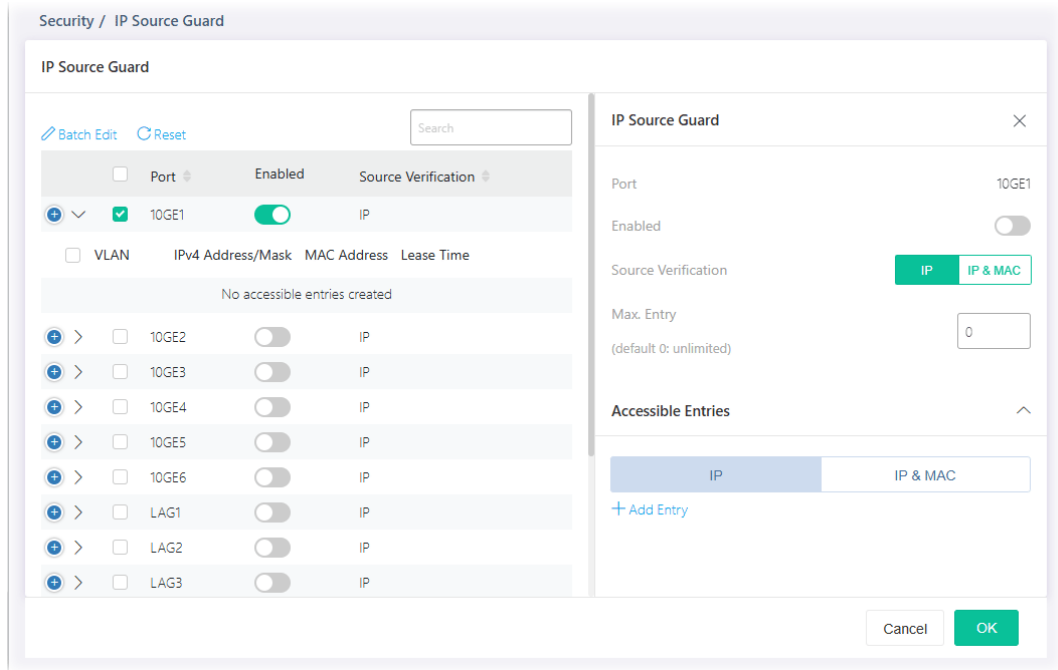 Security / IP Source Guard
IP Source Guard
Batch Edit Reset
Search
Port Enabled Source Verification
10GE1 IP
VLAN IPv4 Address/Mask MAC Address Lease Time
No accessible entries created
10GE2 IP
10GE3 IP
10GE4 IP
10GE5 IP
10GE6 IP
LAG1 IP
LAG2 IP
LAG3 IP
IP Source Guard
Port 10GE1
Enabled
Source Verification IP IP & MAC
Max. Entry
(default 0: unlimited) 0
Accessible Entries
IP IP & MAC
Add Entry
Cancel OK